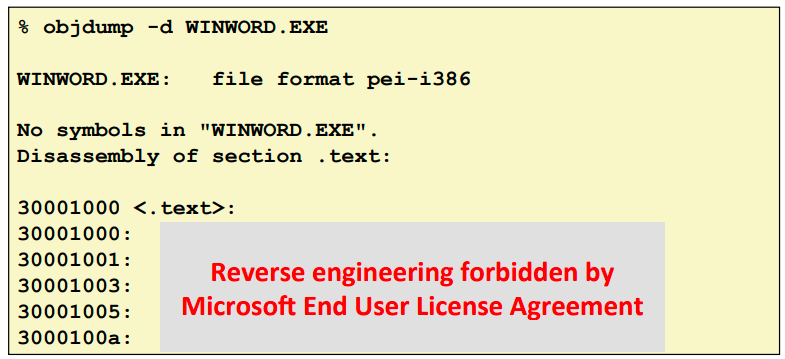 % objdump -d WINWORD.EXE
WINWORD.EXE:   file format pei-i386
No symbols in "WINWORD.EXE".
Disassembly of section .text:
30001000 <.text>:
30001000:
30001001:
30001003:
30001005:
3000100a:
Reverse engineering forbidden by
Microsoft End User License Agreement